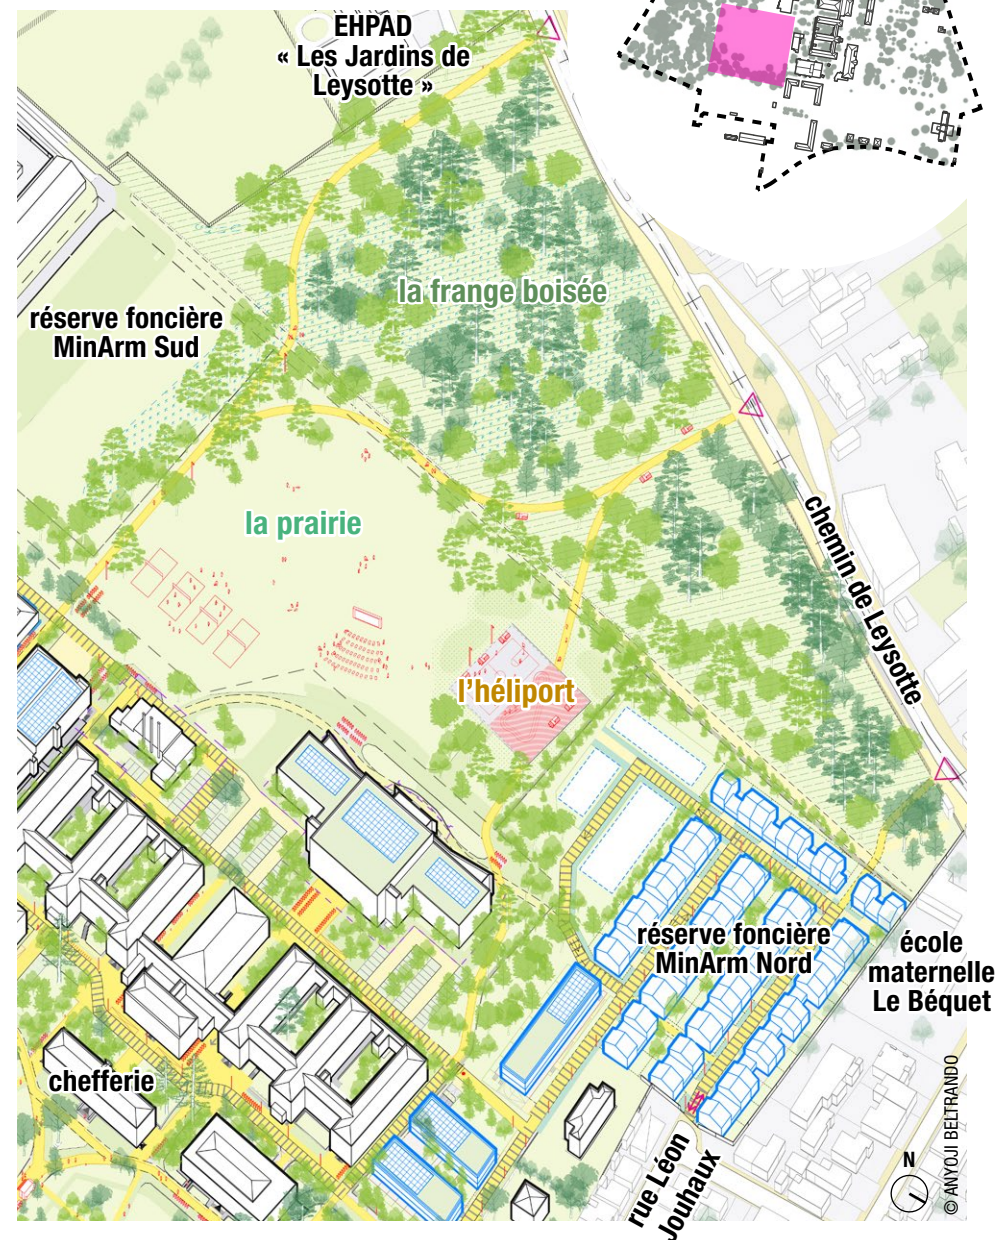 EHPAD
« Les Jardins de
Leysotte »
la frange boisée
réserve foncière
MinArm Sud
la prairie
chemin de Leysotte
l'héliport
réserve foncière
MinArm Nord
école
maternelle
Le Béquet
chefferie
rue Léon
Jouhaux
N
© ANYOJI BELTRANDO